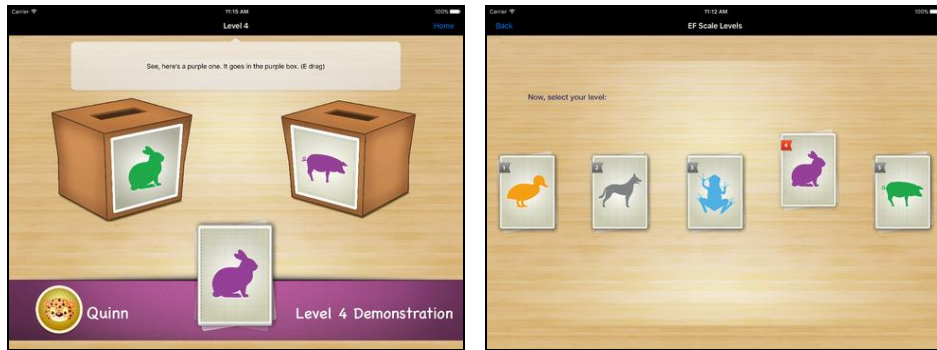 Carrier 11:15 AM 100%
Level 4 Home
See, here's a purple one. It goes in the purple box. (E drag)
Quinn Level 4 Demonstration
Carrier 11:12 AM 100%
Back EF Scale Levels
Now, select your level:
1 2 3 4 5